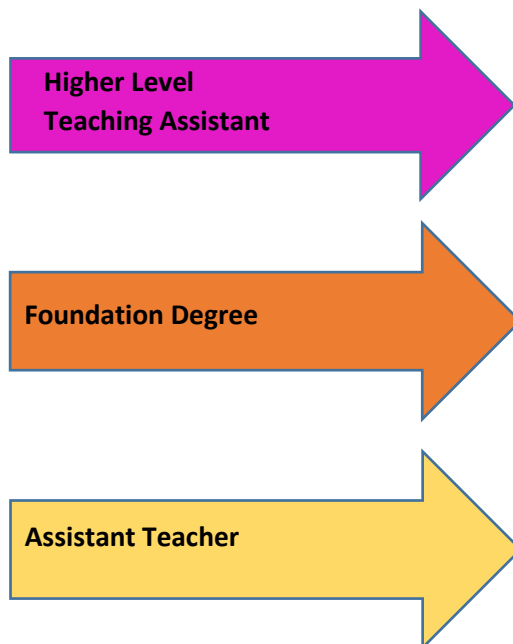 Higher Level
Teaching Assistant
Foundation Degree
Assistant Teacher